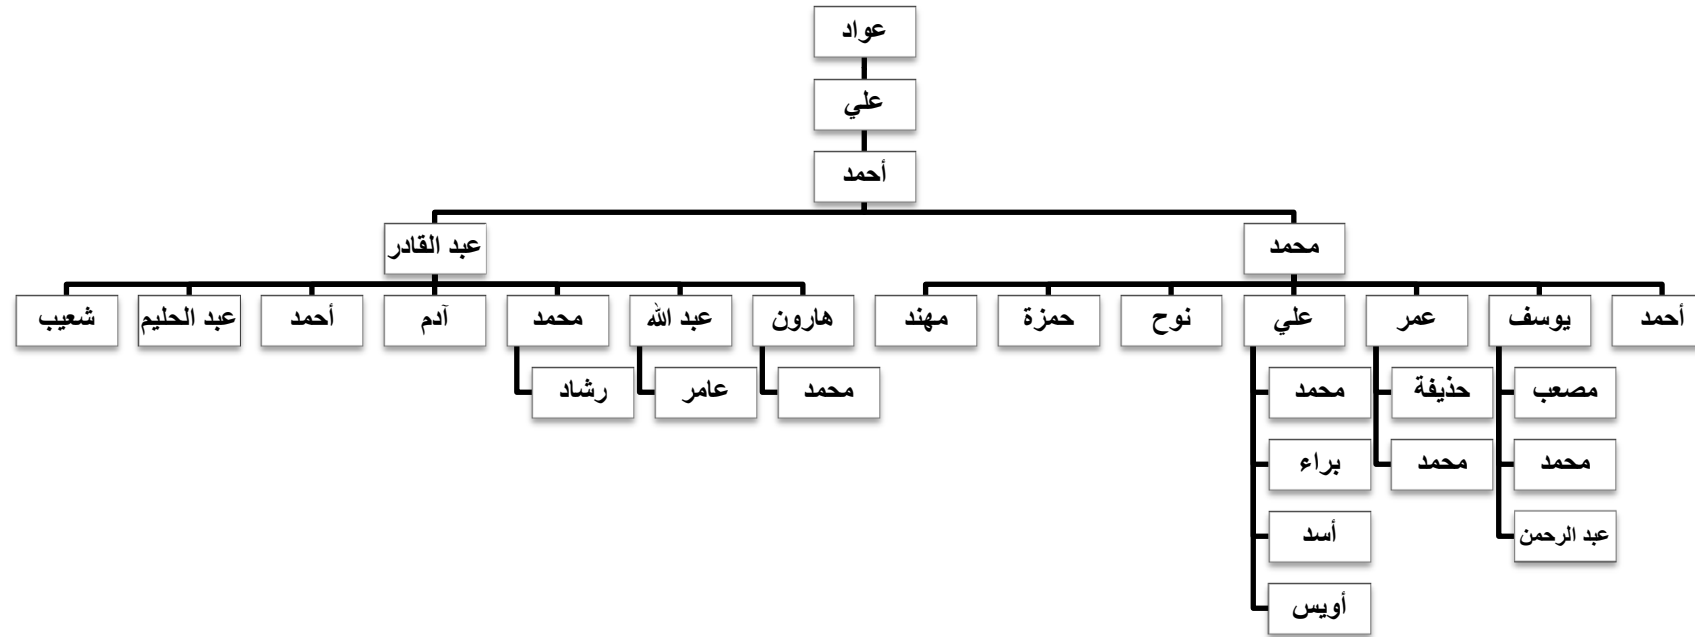 عواد
علي
أحمد
محمد
عبد القادر
أحمد
يوسف
عمر
علي
نوح
حمزة
مهند
هارون
عبد الله
محمد
آدم
أحمد
عبد الحليم
شعيب
مصعب
حذيفة
محمد
محمد
عامر
رشاد
محمد
محمد
براء
عبد الرحمن
أسد
أويس